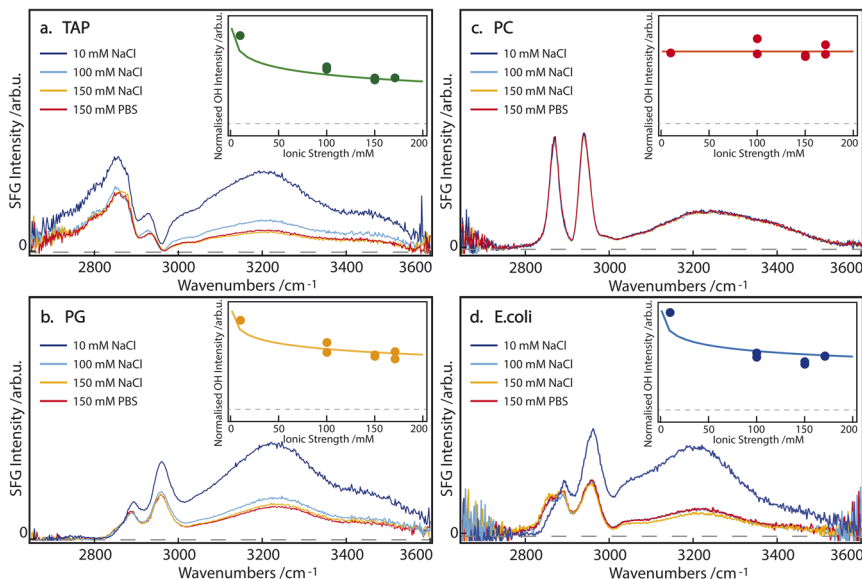 a. TAP
10 mM NaCl
100 mM NaCl
150 mM NaCl
150 mM PBS
SFG Intensity /arb.u.
0
2800 3000 3200 3400 3600
Wavenumbers /cm-1
Normalised OH Intensity/arb.u.
0 50 100 150 200
Ionic Strength /mM
c. PC
10 mM NaCl
100 mM NaCl
150 mM NaCl
150 mM PBS
SFG Intensity /arb.u.
0
2800 3000 3200 3400 3600
Wavenumbers /cm-1
Normalised OH Intensity/arb.u.
0 50 100 150 200
Ionic Strength /mM
b. PG
10 mM NaCl
100 mM NaCl
150 mM NaCl
150 mM PBS
SFG Intensity /arb.u.
0
2800 3000 3200 3400 3600
Wavenumbers /cm-1
Normalised OH Intensity/arb.u.
0 50 100 150 200
Ionic Strength /mM
d. E.coli
10 mM NaCl
100 mM NaCl
150 mM NaCl
150 mM PBS
SFG Intensity /arb.u.
0
2800 3000 3200 3400 3600
Wavenumbers /cm-1
Normalised OH Intensity/arb.u.
0 50 100 150 200
Ionic Strength /mM